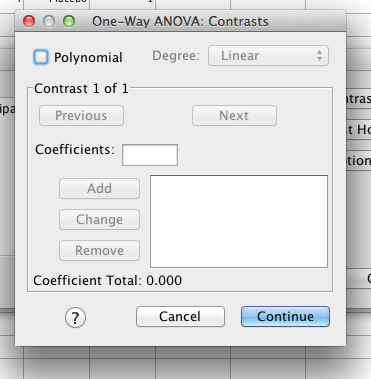 Placebo
One-Way ANOVA: Contrasts
Polynomial
Degree: Linear
Contrast 1 of 1
Previous
Next
Coefficients:
Add
Change
Remove
Coefficient Total: 0.000
?
Cancel
Continue